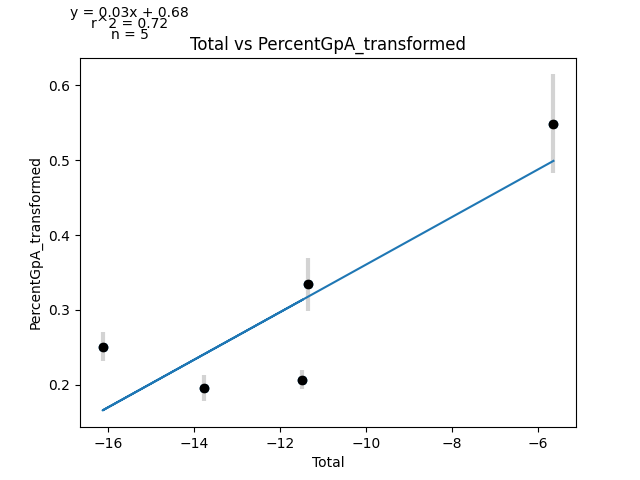 y = 0.03x + 0.68
r^2 = 0.72
n = 5
Total vs PercentGpA_transformed
PercentGpA_transformed
0.6
0.5
0.4
0.3
0.2
−16
−14
−12
−10
−8
−6
Total